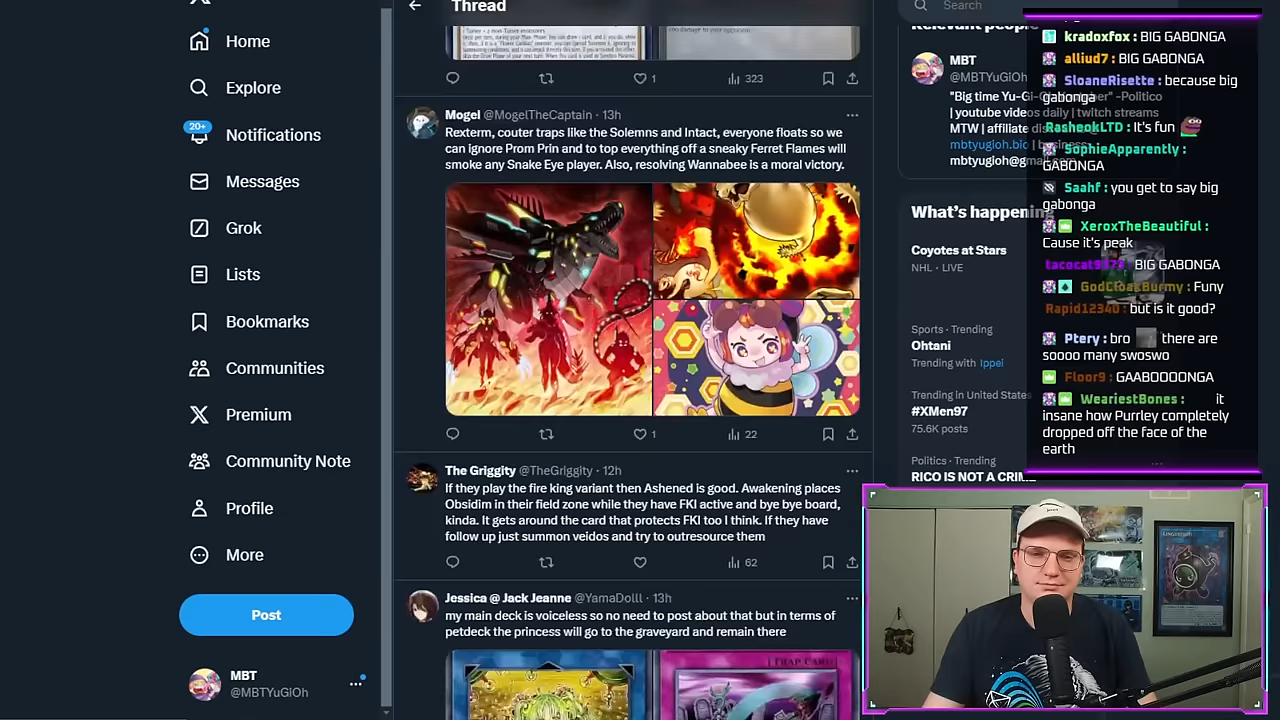 Home
Explore
20+
Notifications
Messages
Grok
Lists
Bookmarks
Communities
Premium
Community Note
Profile
More
Post
MBT
@MBTYuGiOh
Thread
1
323
Mogel @MogelTheCaptain · 13h
Rexterm, couter traps like the Solemns and Intact, everyone floats so we
can ignore Prom Prin and to top everything off a sneaky Ferret Flames will
smoke any Snake Eye player. Also, resolving Wannabee is a moral victory.
1
22
The Griggity @TheGrIggity · 12h
If they play the fire king variant then Ashened is good. Awakening places
Obsidim in their field zone while they have FKI active and bye bye board,
kinda. It gets around the card that protects FKI too I think. If they have
follow up just summon veidos and try to outresource them
62
Jessica @ Jack Jeanne @YamaDolll · 13h
my main deck is voiceless so no need to post about that but in terms of
petdeck the princess will go to the graveyard and remain there
TRAP CARD
Search
Relevant people
MBT
@MBTYuGiOh
"Big time Yu-Gi-Oh -Politico
| youtube videos daily | twitch streams
MTW | affiliate
mbtyugioh.bio
mbtyugioh@
What's happening
Coyotes at Stars
NHL · LIVE
Sports · Trending
Ohtani
Trending with Ippei
Trending in United States
#XMen97
75.6K posts
Politics · Trending
RICO IS NOT A CRIME
kradoxfox: BIG GABONGA
alliud7: BIG GABONGA
SloaneRisette: because big
gabonga
RasheokLTD: It's fun
SophieApparently:
GABONGA
Saahf: you get to say big
gabonga
XeroxTheBeautiful:
Cause it's peak
BIG GABONGA
GodCloakBurmy: Funy
Rapid12340: but is it good?
Ptery: bro there are
soooo many swoswo
Floor9: GAABOOOONGA
WeariestBones: it
insane how Purrley completely
dropped off the face of the
earth